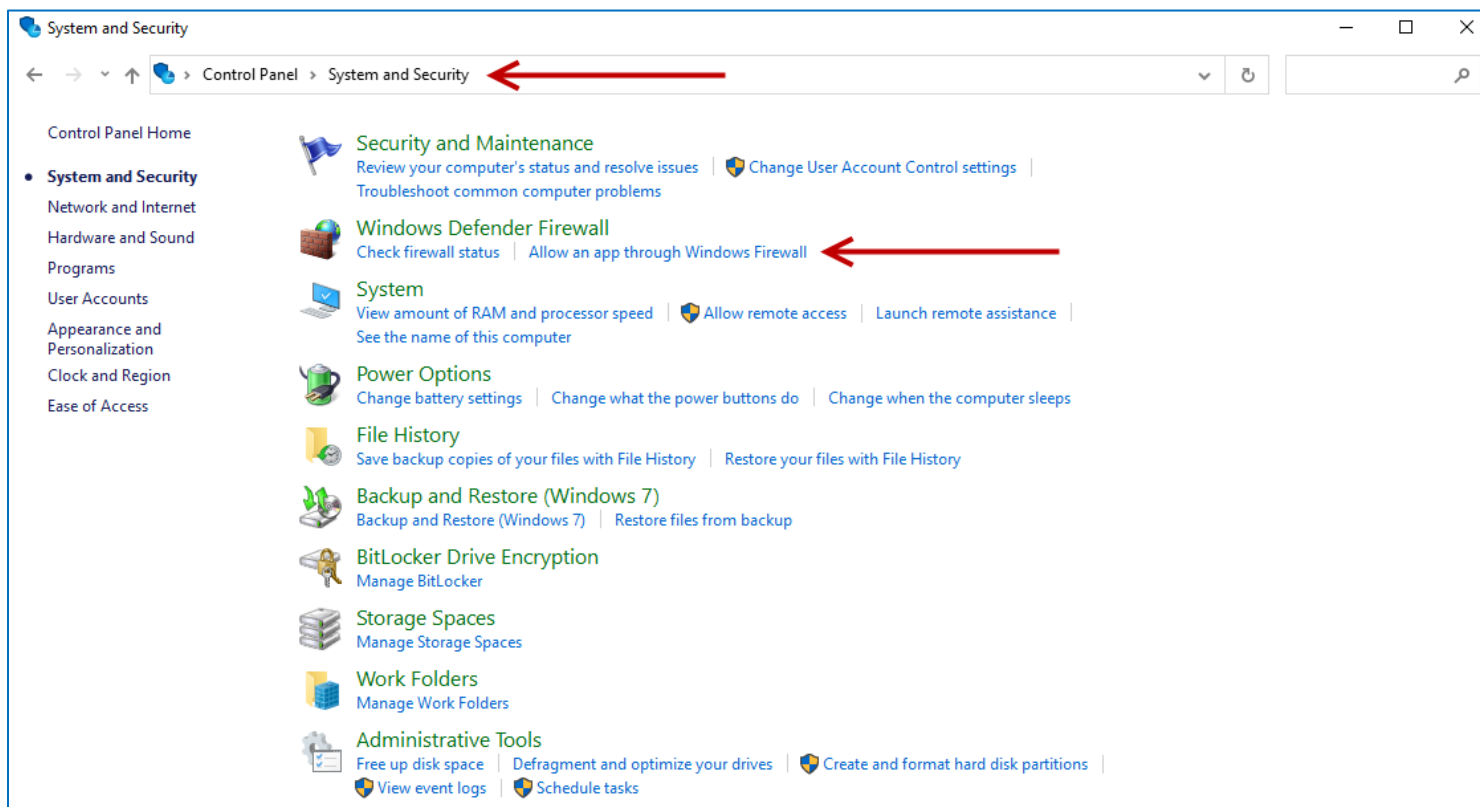 System and Security
Control Panel > System and Security
Control Panel Home
System and Security
Network and Internet
Hardware and Sound
Programs
User Accounts
Appearance and
Personalization
Clock and Region
Ease of Access
Security and Maintenance
Review your computer's status and resolve issues | Change User Account Control settings |
Troubleshoot common computer problems
Windows Defender Firewall
Check firewall status | Allow an app through Windows Firewall
System
View amount of RAM and processor speed | Allow remote access | Launch remote assistance |
See the name of this computer
Power Options
Change battery settings | Change what the power buttons do | Change when the computer sleeps
File History
Save backup copies of your files with File History | Restore your files with File History
Backup and Restore (Windows 7)
Backup and Restore (Windows 7) | Restore files from backup
BitLocker Drive Encryption
Manage BitLocker
Storage Spaces
Manage Storage Spaces
Work Folders
Manage Work Folders
Administrative Tools
Free up disk space | Defragment and optimize your drives | Create and format hard disk partitions |
View event logs | Schedule tasks